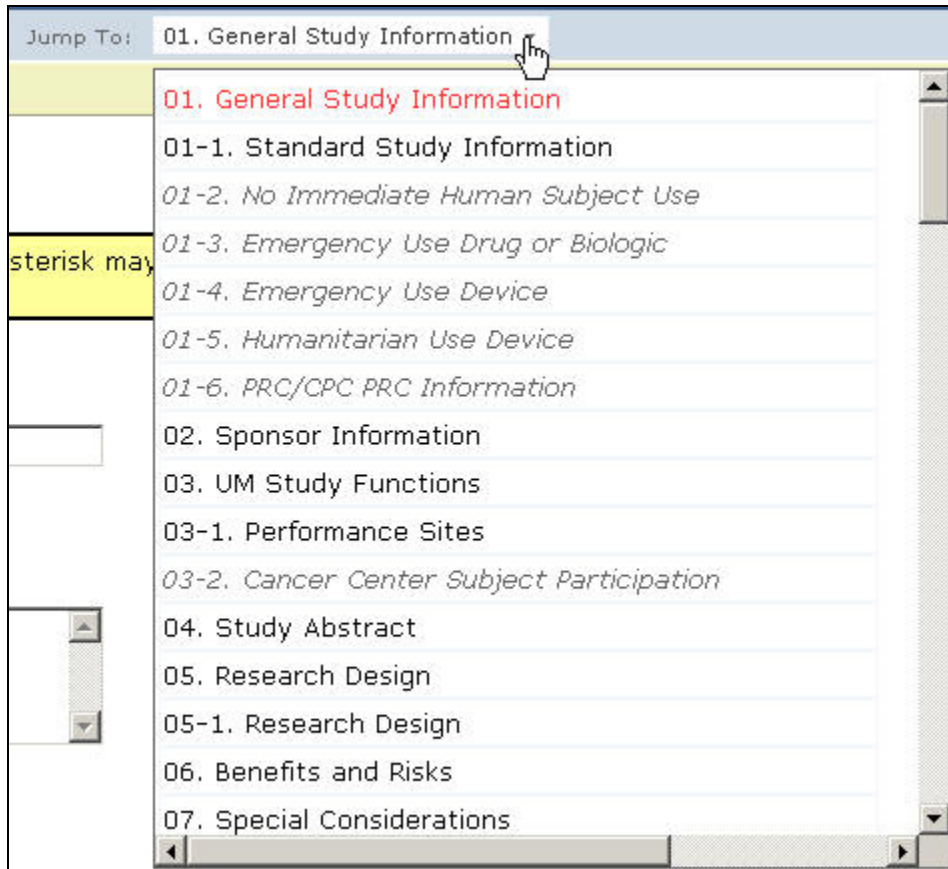 Jump To: 01. General Study Information
01. General Study Information
01-1. Standard Study Information
01-2. No Immediate Human Subject Use
01-3. Emergency Use Drug or Biologic
sterisk may
01-4. Emergency Use Device
01-5. Humanitarian Use Device
01-6. PRC/CPC PRC Information
02. Sponsor Information
03. UM Study Functions
03-1. Performance Sites
03-2. Cancer Center Subject Participation
04. Study Abstract
05. Research Design
05-1. Research Design
06. Benefits and Risks
07. Special Considerations